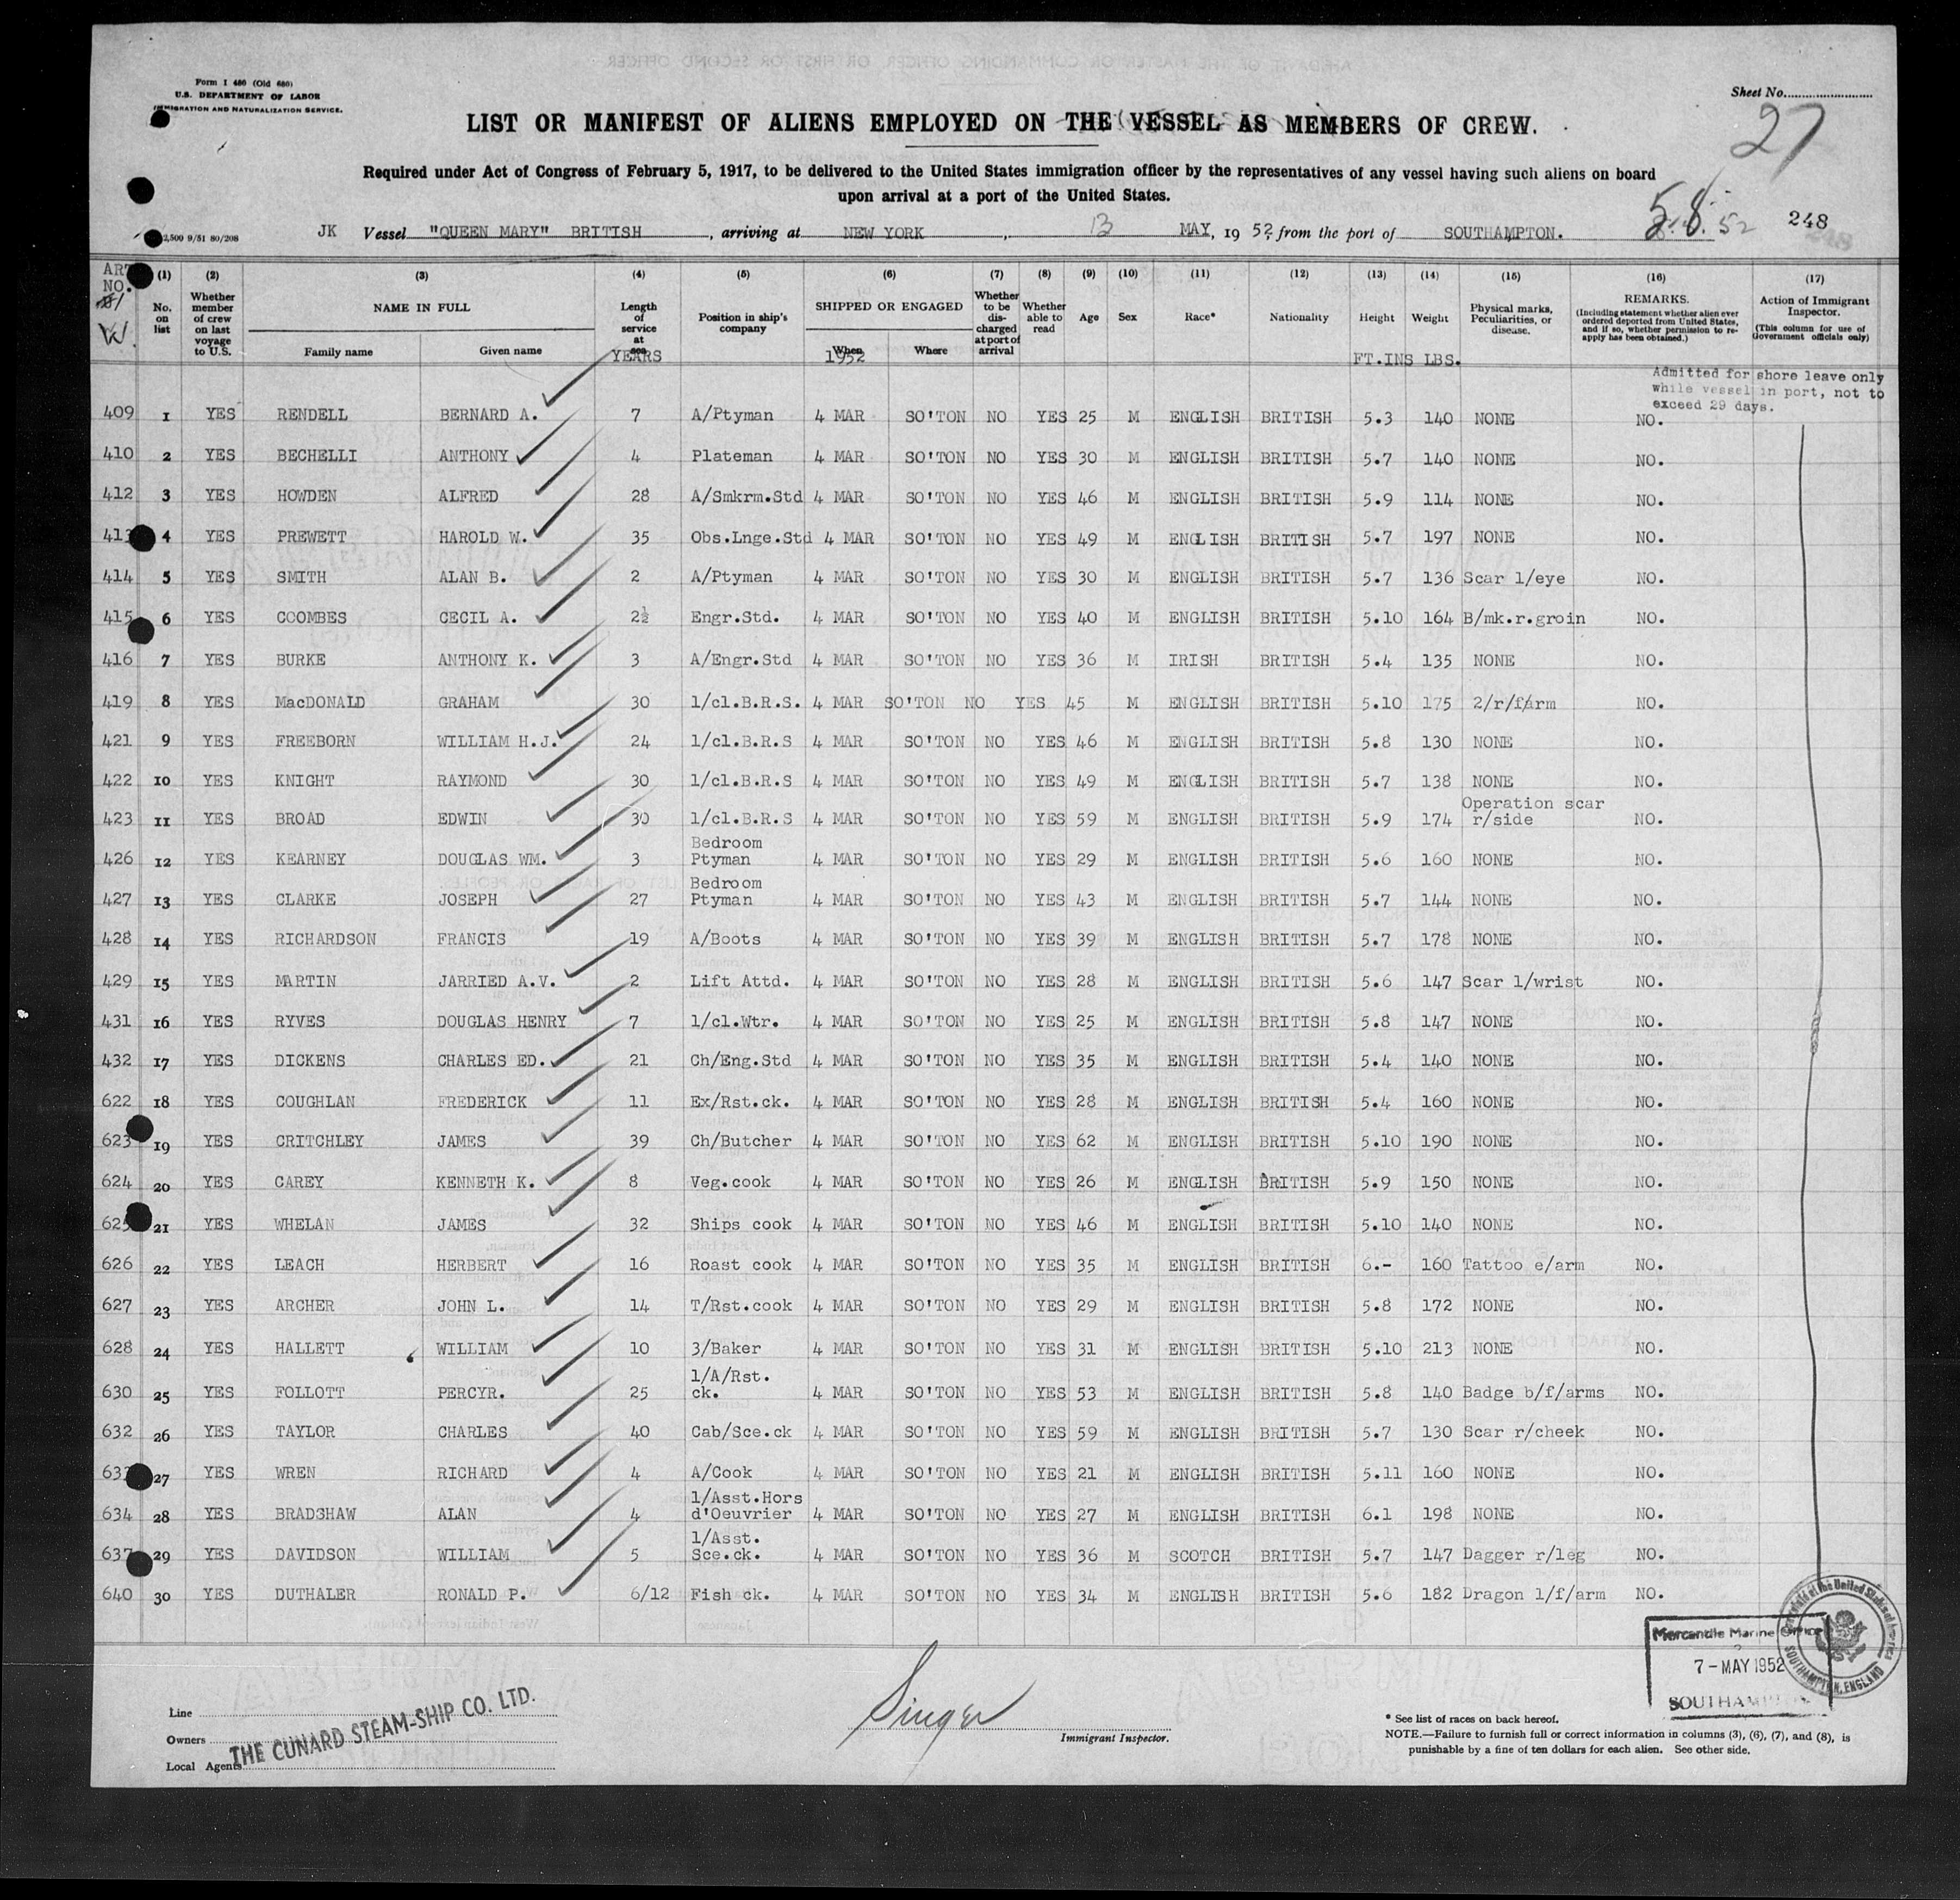 Form I 480 (Old 680)
U.S. DEPARTMENT OF LABOR
IMMIGRATION AND NATURALIZATION SERVICE.
Sheet No.
27
LIST OR MANIFEST OF ALIENS EMPLOYED ON THE VESSEL AS MEMBERS OF CREW.
Required under Act of Congress of February 5, 1917, to be delivered to the United States immigration officer by the representatives of any vessel having such aliens on board
upon arrival at a port of the United States.
2,500 9/51 80/208 JK Vessel "QUEEN MARY" BRITISH , arriving at NEW YORK , 13 MAY, 19 52 from the port of SOUTHAMPTON. 58. 52 248
ART NO. W. (1) No. on list (2) Whether member of crew on last voyage to U.S. (3) NAME IN FULL Family name Given name (4) Length of service at sea YEARS (5) Position in ship's company (6) SHIPPED OR ENGAGED When 1952 Where (7) Whether to be discharged at port of arrival (8) Whether able to read (9) Age (10) Sex (11) Race* (12) Nationality (13) Height FT.INS (14) Weight LBS. (15) Physical marks, Peculiarities, or disease. (16) REMARKS. (Including statement whether alien ever ordered deported from United States, and if so, whether permission to reapply has been obtained.) (17) Action of Immigrant Inspector. (This column for use of Government officials only)
Admitted for shore leave only
while vessel in port, not to
exceed 29 days.
409 1 YES RENDELL BERNARD A. 7 A/Ptyman 4 MAR SO'TON NO YES 25 M ENGLISH BRITISH 5.3 140 NONE NO.
410 2 YES BECHELLI ANTHONY 4 Plateman 4 MAR SO'TON NO YES 30 M ENGLISH BRITISH 5.7 140 NONE NO.
412 3 YES HOWDEN ALFRED 28 A/Smkrm.Std 4 MAR SO'TON NO YES 46 M ENGLISH BRITISH 5.9 114 NONE NO.
413 4 YES PREWETT HAROLD W. 35 Obs.Lnge.Std 4 MAR SO'TON NO YES 49 M ENGLISH BRITISH 5.7 197 NONE NO.
414 5 YES SMITH ALAN B. 2 A/Ptyman 4 MAR SO'TON NO YES 30 M ENGLISH BRITISH 5.7 136 Scar l/eye NO.
415 6 YES COOMBES CECIL A. 2½ Engr.Std. 4 MAR SO'TON NO YES 40 M ENGLISH BRITISH 5.10 164 B/mk.r.groin NO.
416 7 YES BURKE ANTHONY K. 3 A/Engr.Std 4 MAR SO'TON NO YES 36 M IRISH BRITISH 5.4 135 NONE NO.
419 8 YES MacDONALD GRAHAM 30 1/cl.B.R.S. 4 MAR SO'TON NO YES 45 M ENGLISH BRITISH 5.10 175 2/r/f/arm NO.
421 9 YES FREEBORN WILLIAM H.J. 24 1/cl.B.R.S 4 MAR SO'TON NO YES 46 M ENGLISH BRITISH 5.8 130 NONE NO.
422 10 YES KNIGHT RAYMOND 30 1/cl.B.R.S 4 MAR SO'TON NO YES 49 M ENGLISH BRITISH 5.7 138 NONE NO.
423 11 YES BROAD EDWIN 30 1/cl.B.R.S 4 MAR SO'TON NO YES 59 M ENGLISH BRITISH 5.9 174 Operation scar r/side NO.
426 12 YES KEARNEY DOUGLAS WM. 3 Bedroom Ptyman 4 MAR SO'TON NO YES 29 M ENGLISH BRITISH 5.6 160 NONE NO.
427 13 YES CLARKE JOSEPH 27 Bedroom Ptyman 4 MAR SO'TON NO YES 43 M ENGLISH BRITISH 5.7 144 NONE NO.
428 14 YES RICHARDSON FRANCIS 19 A/Boots 4 MAR SO'TON NO YES 39 M ENGLISH BRITISH 5.7 178 NONE NO.
429 15 YES MARTIN JARRIED A.V. 2 Lift Attd. 4 MAR SO'TON NO YES 28 M ENGLISH BRITISH 5.6 147 Scar l/wrist NO.
431 16 YES RYVES DOUGLAS HENRY 7 1/cl.Wtr. 4 MAR SO'TON NO YES 25 M ENGLISH BRITISH 5.8 147 NONE NO.
432 17 YES DICKENS CHARLES ED. 21 Ch/Eng.Std 4 MAR SO'TON NO YES 35 M ENGLISH BRITISH 5.4 140 NONE NO.
622 18 YES COUGHLAN FREDERICK 11 Ex/Rst.ck. 4 MAR SO'TON NO YES 28 M ENGLISH BRITISH 5.4 160 NONE NO.
623 19 YES CRITCHLEY JAMES 39 Ch/Butcher 4 MAR SO'TON NO YES 62 M ENGLISH BRITISH 5.10 190 NONE NO.
624 20 YES CAREY KENNETH K. 8 Veg.cook 4 MAR SO'TON NO YES 26 M ENGLISH BRITISH 5.9 150 NONE NO.
625 21 YES WHELAN JAMES 32 Ships cook 4 MAR SO'TON NO YES 46 M ENGLISH BRITISH 5.10 140 NONE NO.
626 22 YES LEACH HERBERT 16 Roast cook 4 MAR SO'TON NO YES 35 M ENGLISH BRITISH 6.- 160 Tattoo e/arm NO.
627 23 YES ARCHER JOHN L. 14 T/Rst.cook 4 MAR SO'TON NO YES 29 M ENGLISH BRITISH 5.8 172 NONE NO.
628 24 YES HALLETT WILLIAM 10 3/Baker 4 MAR SO'TON NO YES 31 M ENGLISH BRITISH 5.10 213 NONE NO.
630 25 YES FOLLOTT PERCYR. 25 1/A/Rst. ck. 4 MAR SO'TON NO YES 53 M ENGLISH BRITISH 5.8 140 Badge b/f/arms NO.
632 26 YES TAYLOR CHARLES 40 Cab/Sce.ck 4 MAR SO'TON NO YES 59 M ENGLISH BRITISH 5.7 130 Scar r/cheek NO.
633 27 YES WREN RICHARD 4 A/Cook 4 MAR SO'TON NO YES 21 M ENGLISH BRITISH 5.11 160 NONE NO.
634 28 YES BRADSHAW ALAN 4 1/Asst.Hors d'Oeuvrier 4 MAR SO'TON NO YES 27 M ENGLISH BRITISH 6.1 198 NONE NO.
637 29 YES DAVIDSON WILLIAM 5 1/Asst. Sce.ck. 4 MAR SO'TON NO YES 36 M SCOTCH BRITISH 5.7 147 Dagger r/leg NO.
640 30 YES DUTHALER RONALD P. 6/12 Fish ck. 4 MAR SO'TON NO YES 34 M ENGLISH BRITISH 5.6 182 Dragon l/f/arm NO.
Mercantile Marine Office
7 - MAY 1952
SOUTHAMPTON
SOUTHAMPTON, ENGLAND
Line
Owners
THE CUNARD STEAM-SHIP CO. LTD.
Local Agents
Singer
Immigrant Inspector.
* See list of races on back hereof.
NOTE.—Failure to furnish full or correct information in columns (3), (6), (7), and (8), is
punishable by a fine of ten dollars for each alien. See other side.